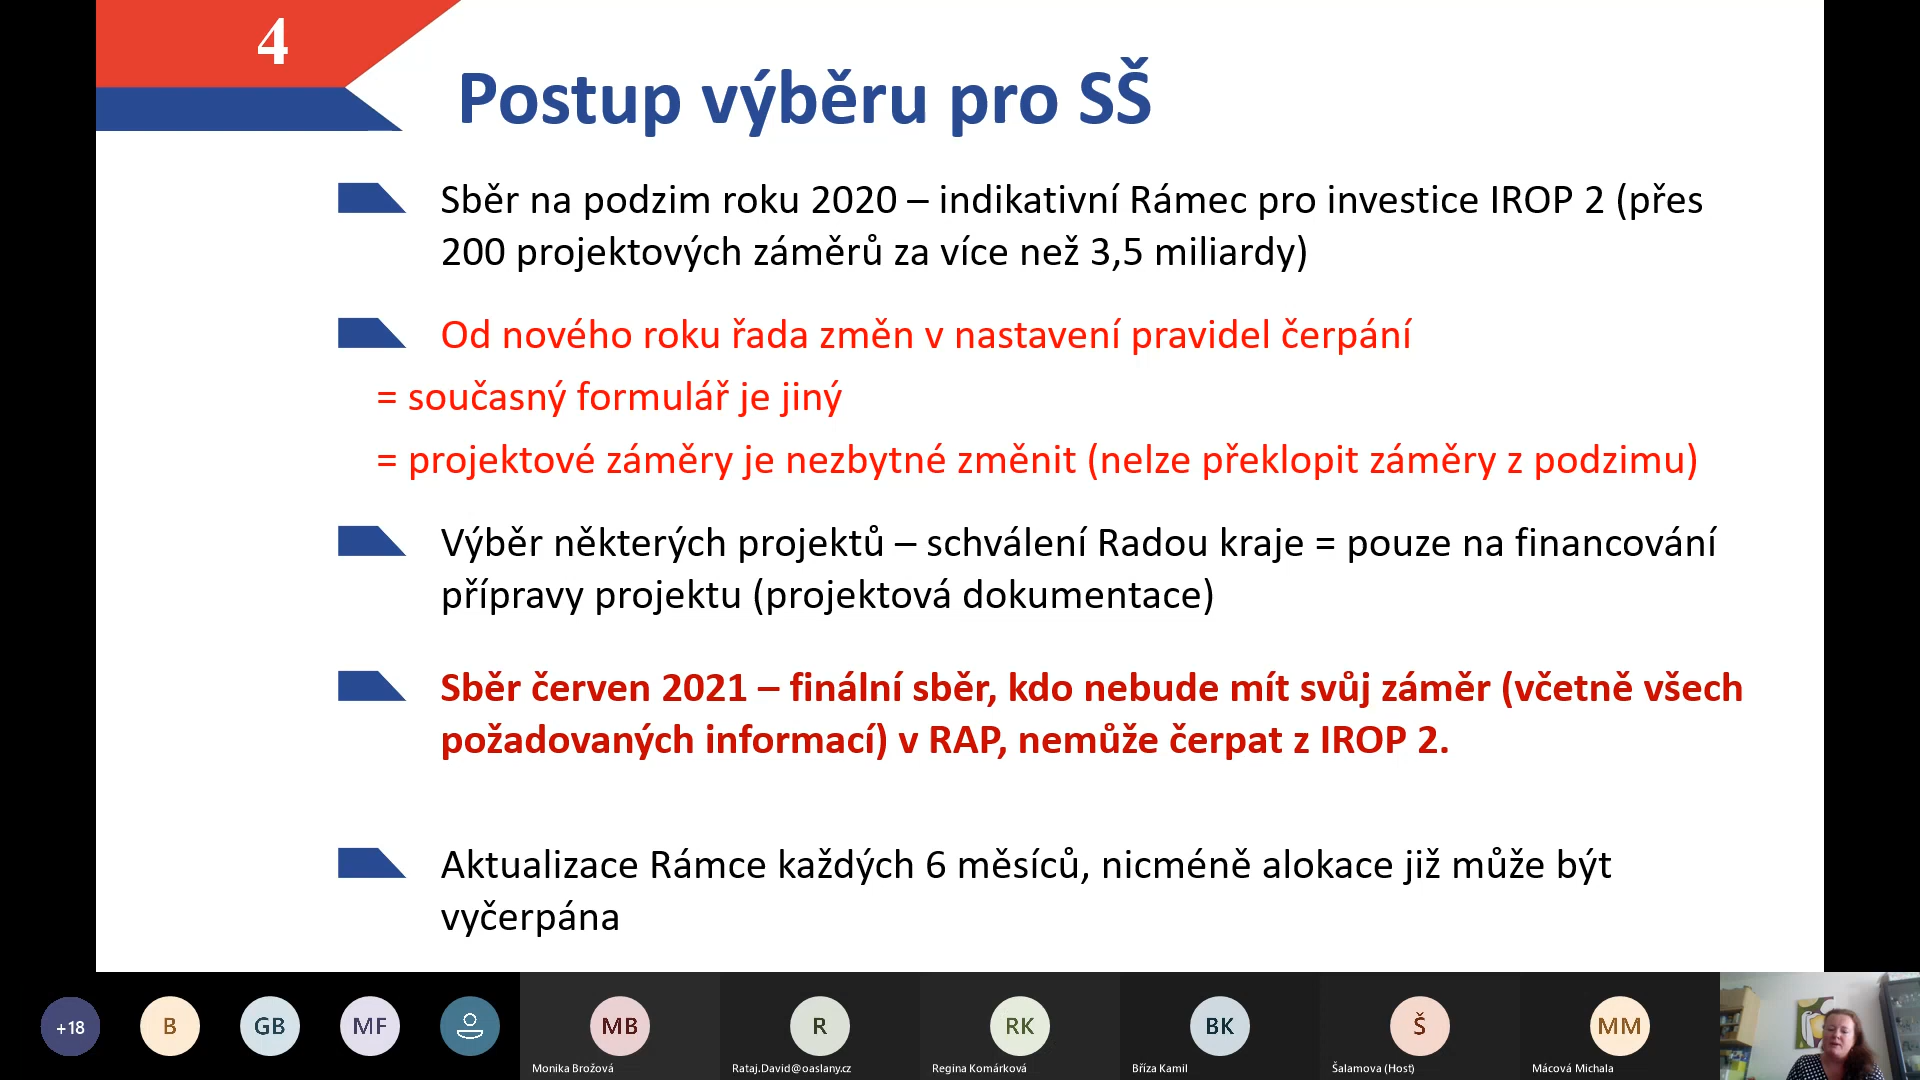 4
Postup výběru pro SŠ
Sběr na podzim roku 2020 – indikativní Rámec pro investice IROP 2 (přes
200 projektových záměrů za více než 3,5 miliardy)
Od nového roku řada změn v nastavení pravidel čerpání
= současný formulář je jiný
= projektové záměry je nezbytné změnit (nelze překlopit záměry z podzimu)
Výběr některých projektů – schválení Radou kraje = pouze na financování
přípravy projektu (projektová dokumentace)
Sběr červen 2021 – finální sběr, kdo nebude mít svůj záměr (včetně všech
požadovaných informací) v RAP, nemůže čerpat z IROP 2.
Aktualizace Rámce každých 6 měsíců, nicméně alokace již může být
vyčerpána
+18 B GB MF MB R RK BK Š MM
Monika Brožová Rataj.David@oaslany.cz Regina Komárková Bříza Kamil Šalamova (Host) Mácová Michala